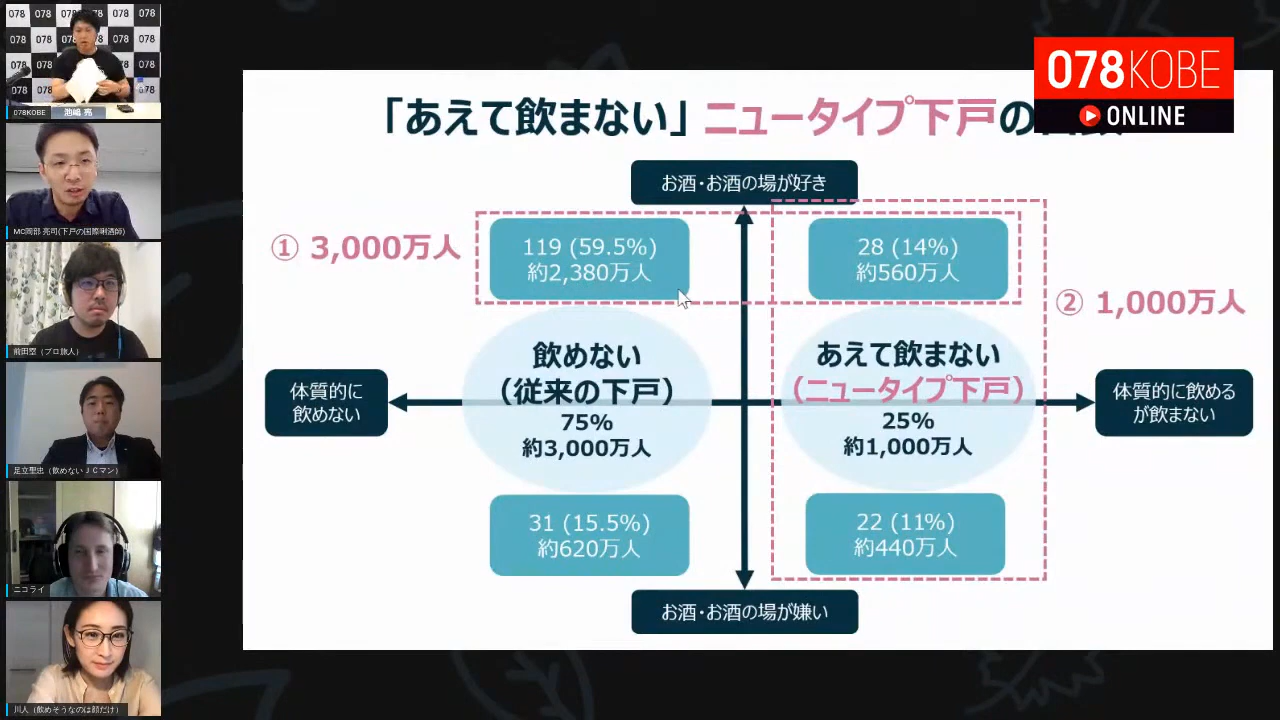 078
078KOBE
池嶋 亮
MC岡部 亮司(下戸の国際唎酒師)
前田塁（プロ旅人）
足立聖忠（飲めないＪＣマン）
ニコライ
川人（飲めそうなのは顔だけ）
078KOBE
ONLINE
「あえて飲まない」ニュータイプ下戸の
お酒・お酒の場が好き
① 3,000万人
119 (59.5%)
約2,380万人
28 (14%)
約560万人
② 1,000万人
飲めない
（従来の下戸）
75%
約3,000万人
あえて飲まない
（ニュータイプ下戸）
25%
約1,000万人
体質的に
飲めない
体質的に飲める
が飲まない
31 (15.5%)
約620万人
22 (11%)
約440万人
お酒・お酒の場が嫌い